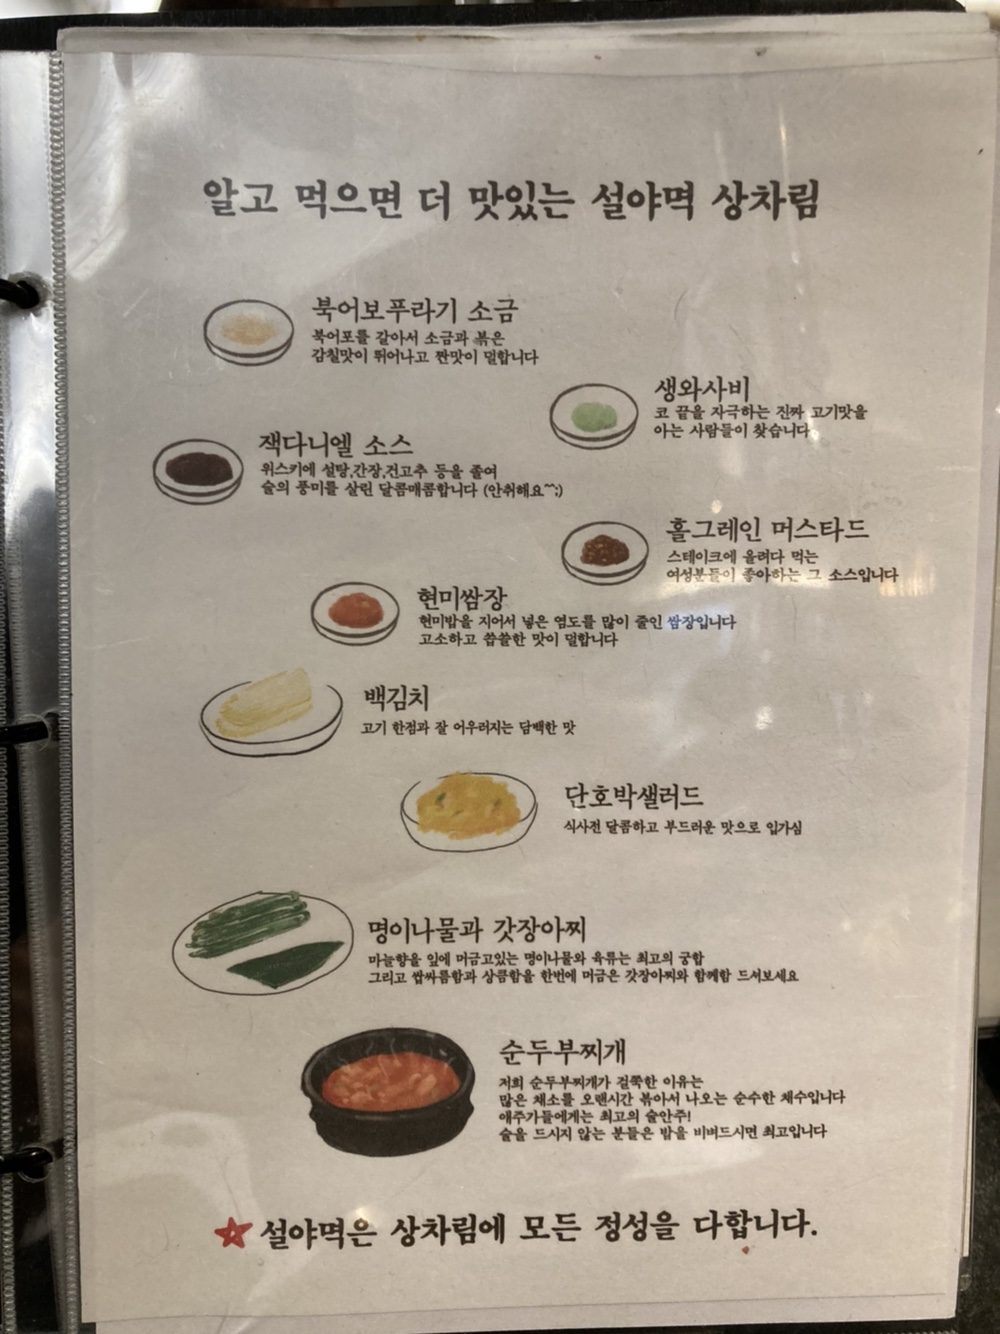 알고 먹으면 더 맛있는 설야멱 상차림
북어보푸라기 소금
북어포를 갈아서 소금과 볶은
감칠맛이 뛰어나고 짠맛이 덜합니다
생와사비
코 끝을 자극하는 진짜 고기맛을
아는 사람들이 찾습니다
잭다니엘 소스
위스키에 설탕,간장,건고추 등을 졸여
술의 풍미를 살린 달콤매콤합니다 (안취해요^^;)
홀그레인 머스타드
스테이크에 올려다 먹는
여성분들이 좋아하는 그 소스입니다
현미쌈장
현미밥을 지어서 넣은 염도를 많이 줄인 쌈장입니다
고소하고 씁쓸한 맛이 덜합니다
백김치
고기 한점과 잘 어우러지는 담백한 맛
단호박샐러드
식사전 달콤하고 부드러운 맛으로 입가심
명이나물과 갓장아찌
마늘향을 잎에 머금고있는 명이나물와 육류는 최고의 궁합
그리고 쌉싸름함과 상큼함을 한번에 머금은 갓장아찌와 함께함 드셔보세요
순두부찌개
저희 순두부찌개가 걸쭉한 이유는
많은 채소를 오랜시간 볶아서 나오는 순수한 채수입니다
애주가들에게는 최고의 술안주!
술을 드시지 않는 분들은 밥을 비벼드시면 최고입니다
설야멱은 상차림에 모든 정성을 다합니다.